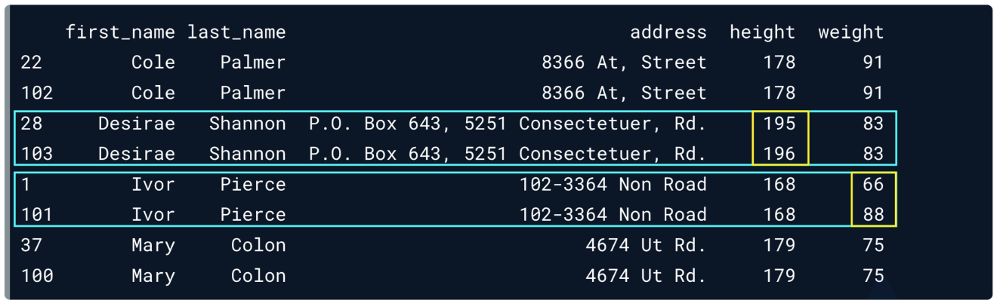 first_name last_name address height weight
22 Cole Palmer 8366 At, Street 178 91
102 Cole Palmer 8366 At, Street 178 91
28 Desirae Shannon P.O. Box 643, 5251 Consectetuer, Rd. 195 83
103 Desirae Shannon P.O. Box 643, 5251 Consectetuer, Rd. 196 83
1 Ivor Pierce 102-3364 Non Road 168 66
101 Ivor Pierce 102-3364 Non Road 168 88
37 Mary Colon 4674 Ut Rd. 179 75
100 Mary Colon 4674 Ut Rd. 179 75